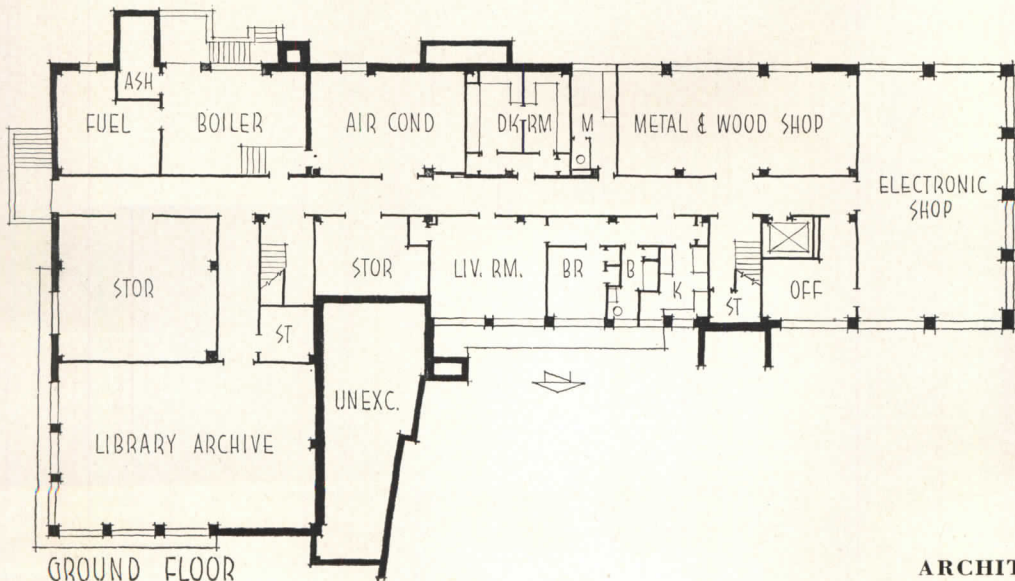 ASH
FUEL
BOILER
AIR COND
DK RM
M
METAL & WOOD SHOP
ELECTRONIC
SHOP
STOR
STOR
LIV. RM.
BR
B
K
ST
OFF
ST
UNEXC.
LIBRARY ARCHIVE
GROUND FLOOR
ARCHIT